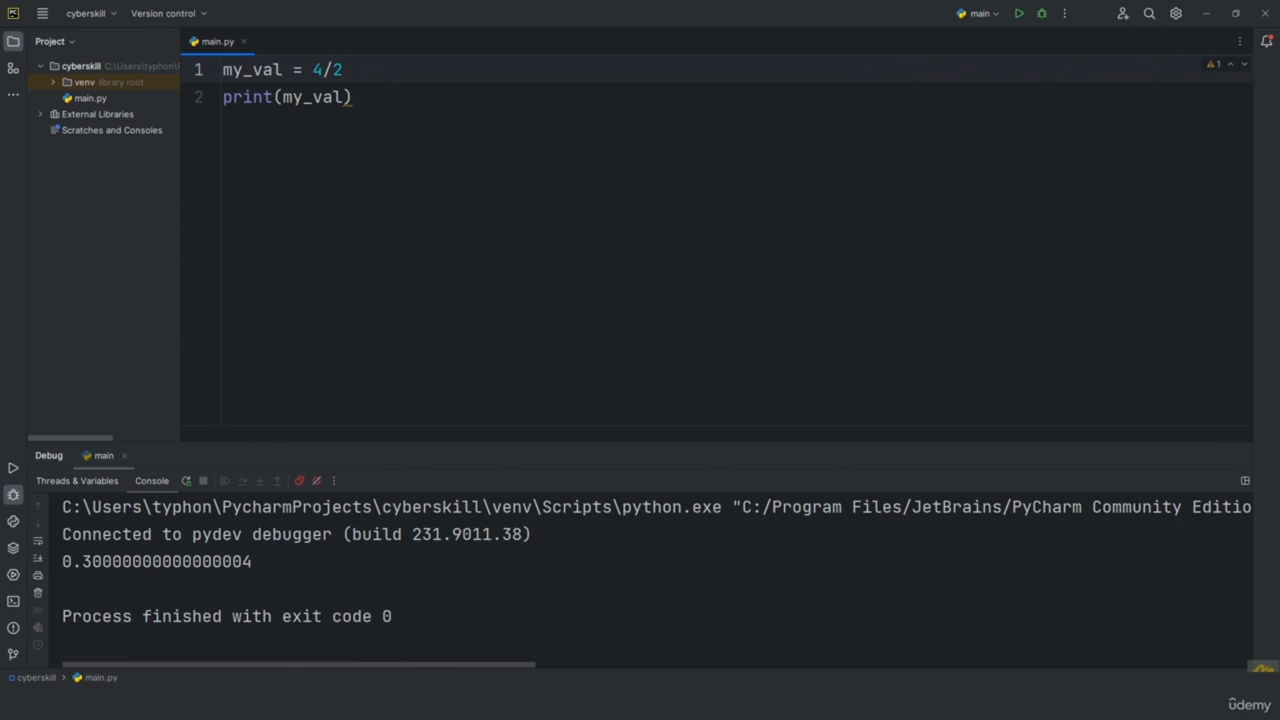 PC cyberskill Version control main
Project
main.py
cyberskill C:\Users\typhon\P
venv library root
main.py
External Libraries
Scratches and Consoles
1 my_val = 4/2
2 print(my_val)
1
Debug main
Threads & Variables Console
C:\Users\typhon\PycharmProjects\cyberskill\venv\Scripts\python.exe "C:/Program Files/JetBrains/PyCharm Community Editio
Connected to pydev debugger (build 231.9011.38)
0.30000000000000004
Process finished with exit code 0
cyberskill > main.py
ûdemy